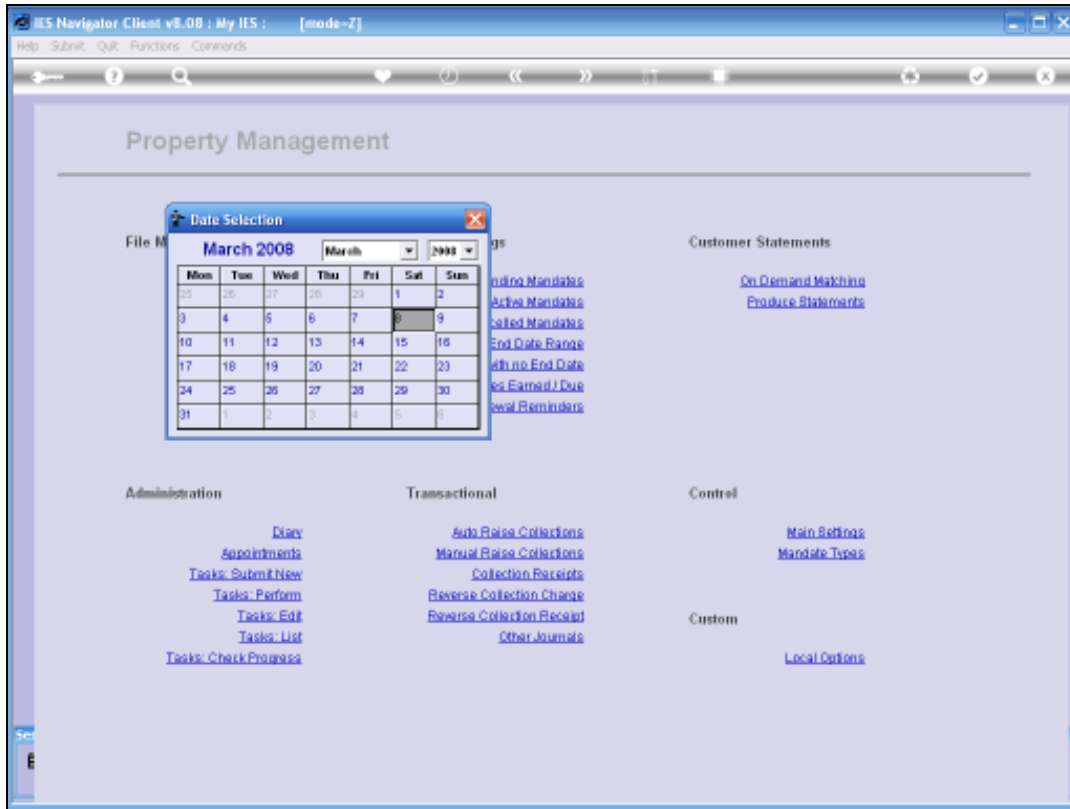 IES Navigator Client v8.08 : My IES : [mode=Z]
Help Submit Quit Functions Commands
Property Management
Date Selection
March 2008 March 2008
Mon Tue Wed Thu Fri Sat Sun
25 26 27 28 29 1 2
3 4 5 6 7 8 9
10 11 12 13 14 15 16
17 18 19 20 21 22 23
24 25 26 27 28 29 30
31 1 2 3 4 5 6
File
Mandates
Active Mandates
Mandates
End Date Range
with no End Date
Earned / Due
Reminders
Customer Statements
On Demand Matching
Produce Statements
Administration
Diary
Appointments
Tasks: Submit New
Tasks: Perform
Tasks: Edit
Tasks: List
Tasks: Check Progress
Transactional
Auto Raise Collections
Manual Raise Collections
Collection Receipts
Reverse Collection Charge
Reverse Collection Receipt
Other Journals
Control
Main Settings
Mandate Types
Custom
Local Options